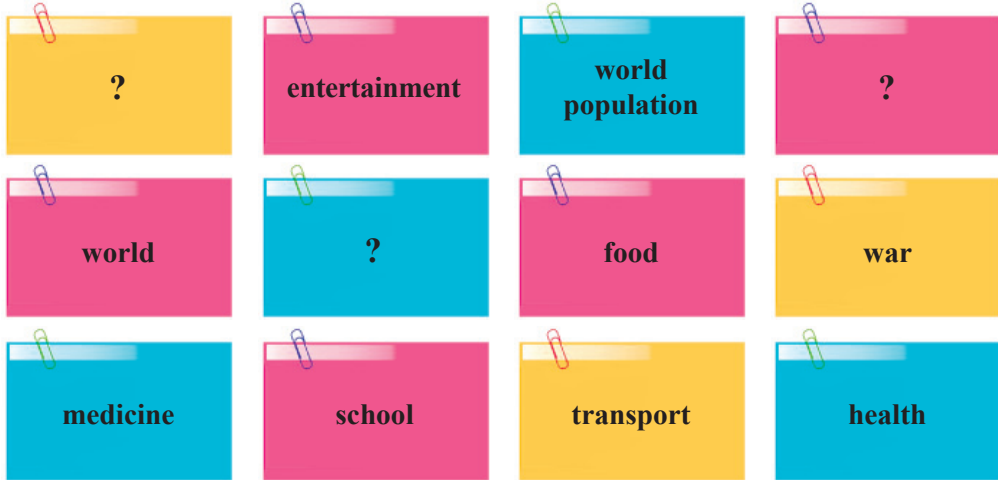 ?
entertainment
world
population
?
world
?
food
war
medicine
school
transport
health